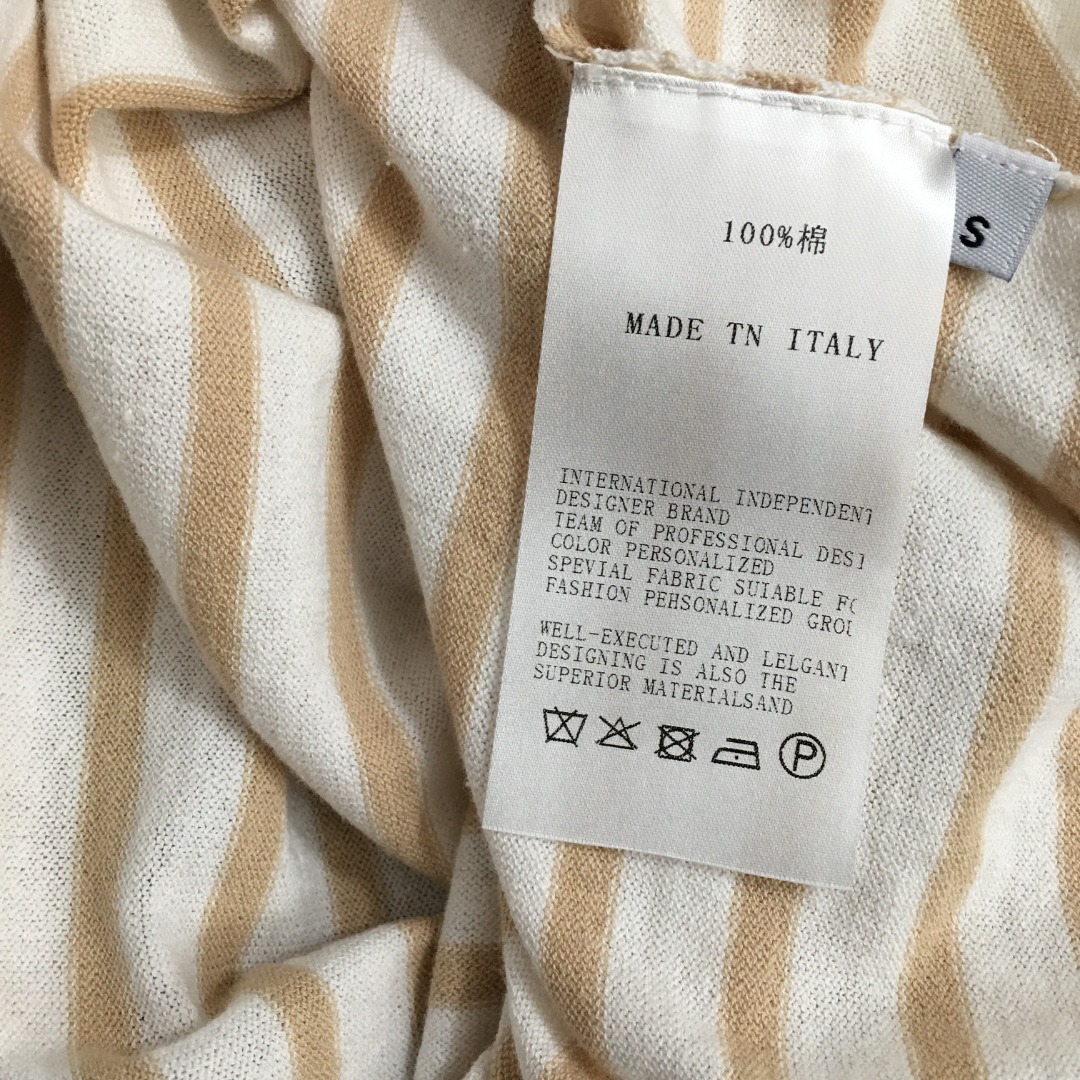 100%棉
S
MADE TN ITALY
INTERNATIONAL INDEPENDENT
DESIGNER BRAND
TEAM OF PROFESSIONAL DESI
COLOR PERSONALIZED
SPEVIAL FABRIC SUIABLE FO
FASHION PEHSONALIZED GROU
WELL-EXECUTED AND LELGANT
DESIGNING IS ALSO THE
SUPERIOR MATERIALSAND
P